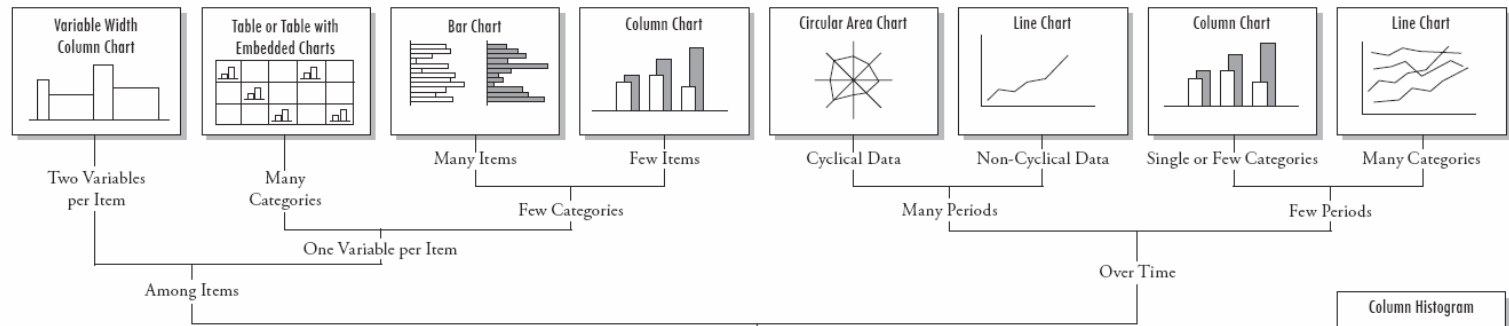 Variable Width
Column Chart
Table or Table with
Embedded Charts
Bar Chart
Column Chart
Circular Area Chart
Line Chart
Column Chart
Line Chart
Many Items
Few Items
Cyclical Data
Non-Cyclical Data
Single or Few Categories
Many Categories
Two Variables
per Item
Many
Categories
Few Categories
Many Periods
Few Periods
One Variable per Item
Over Time
Among Items
Column Histogram